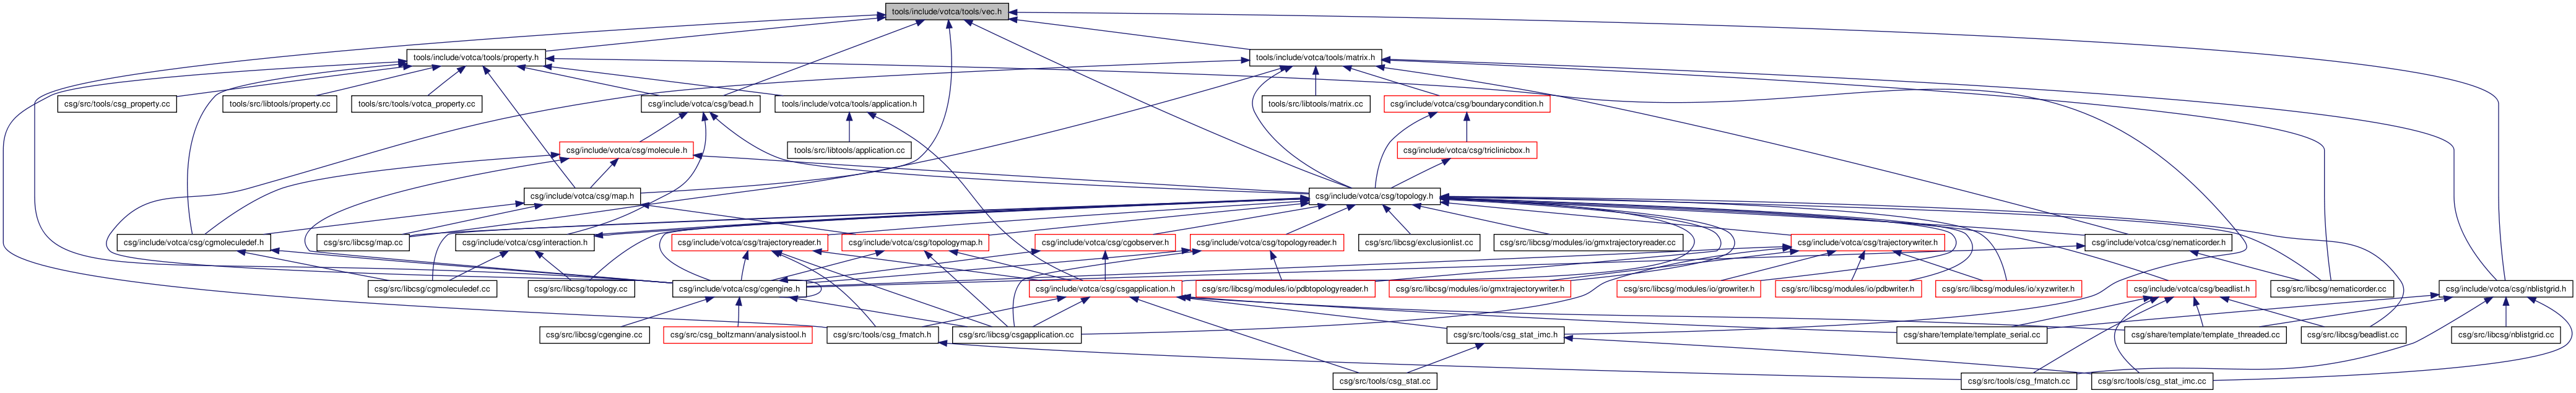 tools/include/votca/tools/vec.h
tools/include/votca/tools/property.h
tools/include/votca/tools/matrix.h
csg/src/tools/csg_property.cc
tools/src/libtools/property.cc
tools/src/tools/votca_property.cc
csg/include/votca/csg/bead.h
tools/include/votca/tools/application.h
tools/src/libtools/matrix.cc
csg/include/votca/csg/boundarycondition.h
csg/include/votca/csg/molecule.h
tools/src/libtools/application.cc
csg/include/votca/csg/triclinicbox.h
csg/include/votca/csg/map.h
csg/include/votca/csg/topology.h
csg/include/votca/csg/cgmoleculedef.h
csg/src/libcsg/map.cc
csg/include/votca/csg/interaction.h
csg/include/votca/csg/trajectoryreader.h
csg/include/votca/csg/topologymap.h
csg/include/votca/csg/cgobserver.h
csg/include/votca/csg/topologyreader.h
csg/src/libcsg/exclusionlist.cc
csg/src/libcsg/modules/io/gmxtrajectoryreader.cc
csg/include/votca/csg/trajectorywriter.h
csg/include/votca/csg/nematicorder.h
csg/src/libcsg/cgmoleculedef.cc
csg/src/libcsg/topology.cc
csg/include/votca/csg/cgengine.h
csg/include/votca/csg/csgapplication.h
csg/src/libcsg/modules/io/pdbtopologyreader.h
csg/src/libcsg/modules/io/gmxtrajectorywriter.h
csg/src/libcsg/modules/io/growriter.h
csg/src/libcsg/modules/io/pdbwriter.h
csg/src/libcsg/modules/io/xyzwriter.h
csg/include/votca/csg/beadlist.h
csg/src/libcsg/nematicorder.cc
csg/include/votca/csg/nblistgrid.h
csg/src/libcsg/cgengine.cc
csg/src/csg_boltzmann/analysistool.h
csg/src/tools/csg_fmatch.h
csg/src/libcsg/csgapplication.cc
csg/src/tools/csg_stat_imc.h
csg/share/template/template_serial.cc
csg/share/template/template_threaded.cc
csg/src/libcsg/beadlist.cc
csg/src/libcsg/nblistgrid.cc
csg/src/tools/csg_stat.cc
csg/src/tools/csg_fmatch.cc
csg/src/tools/csg_stat_imc.cc